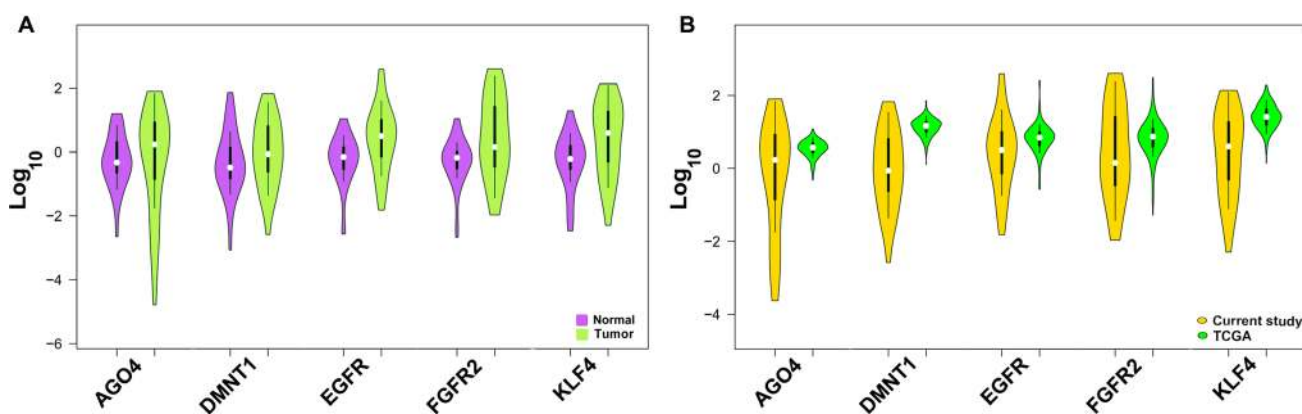 A
Log10
2
0
−2
−4
−6
Normal
Tumor
AGO4
DMNT1
EGFR
FGFR2
KLF4
B
Log10
2
0
−2
−4
Current study
TCGA
AGO4
DMNT1
EGFR
FGFR2
KLF4